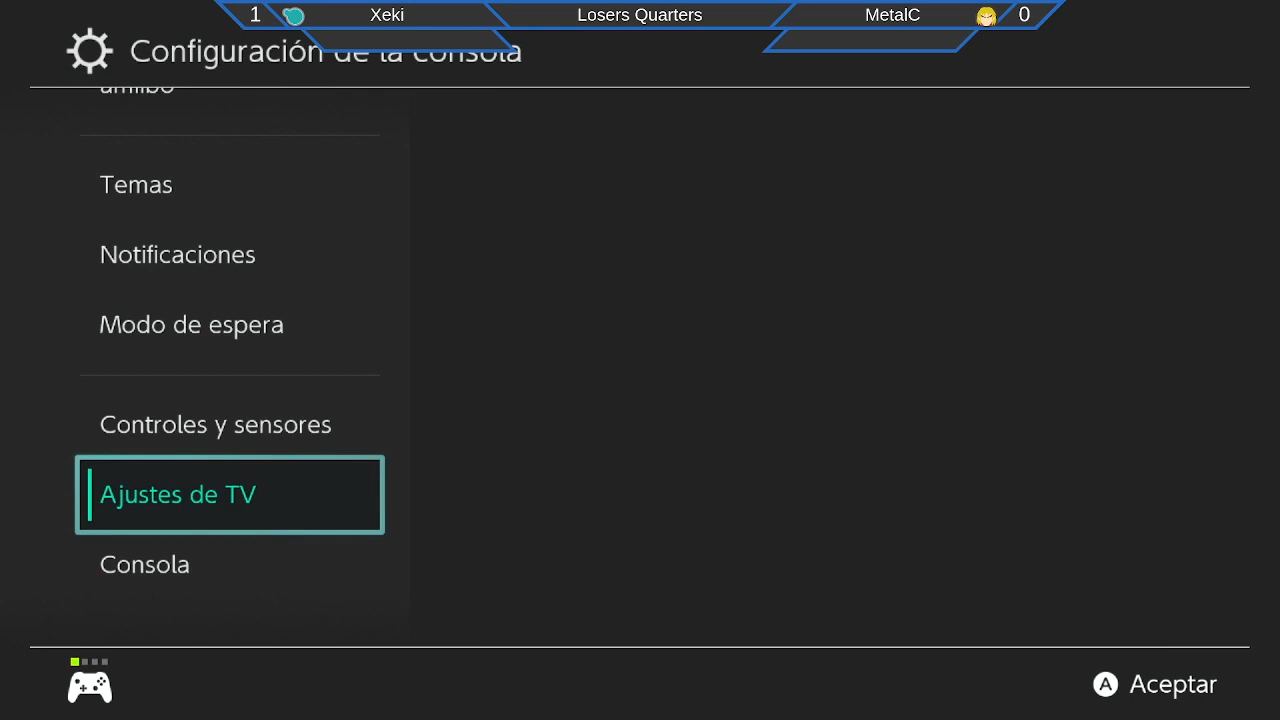 1 Xeki Losers Quarters MetalC 0
Configuración de la consola
amiibo
Temas
Notificaciones
Modo de espera
Controles y sensores
Ajustes de TV
Consola
A Aceptar